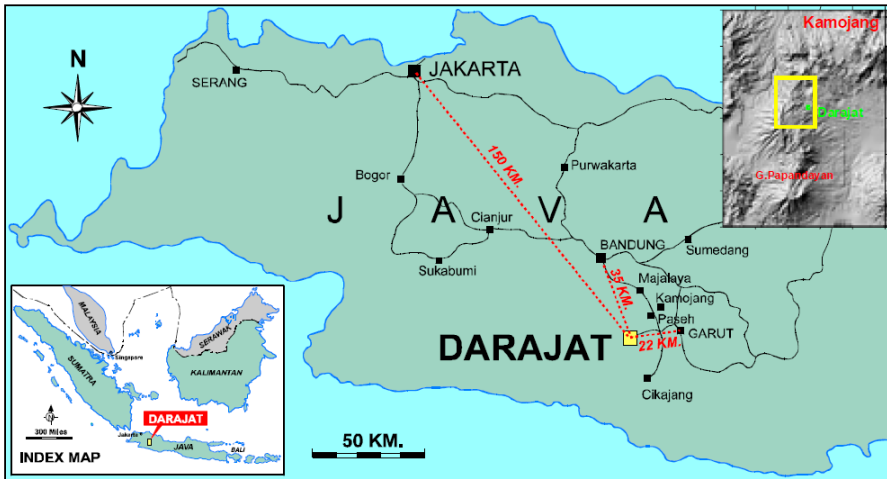 N
SERANG
JAKARTA
Bogor
Purwakarta
150 KM.
J A V A
Cianjur
Sukabumi
BANDUNG
Sumedang
35 KM.
Majalaya
Kamojang
Paseh
GARUT
22 KM.
DARAJAT
Cikajang
50 KM.
Kamojang
Darajat
G.Papandayan
MALAYSIA
Singapore
SERAWAK
SUMATRA
KALIMANTAN
N
300 Miles
DARAJAT
Jakarta
JAVA
BALI
INDEX MAP